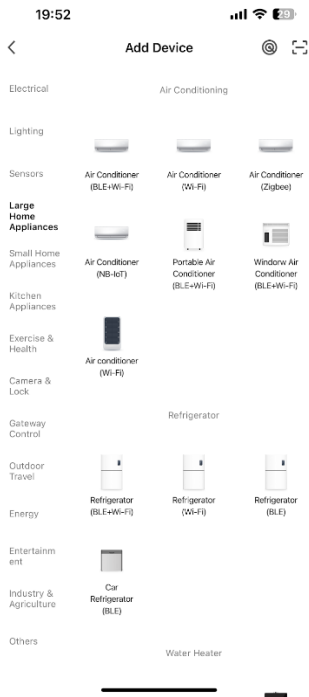 19:52
29
Add Device
Electrical
Lighting
Sensors
Large
Home
Appliances
Small Home
Appliances
Kitchen
Appliances
Exercise &
Health
Camera &
Lock
Gateway
Control
Outdoor
Travel
Energy
Entertainm
ent
Industry &
Agriculture
Others
Air Conditioning
Air Conditioner
(BLE+Wi-Fi)
Air Conditioner
(Wi-Fi)
Air Conditioner
(Zigbee)
Air Conditioner
(NB-IoT)
Portable Air
Conditioner
(BLE+Wi-Fi)
Window Air
Conditioner
(BLE+Wi-Fi)
Air conditioner
(Wi-Fi)
Refrigerator
Refrigerator
(BLE+Wi-Fi)
Refrigerator
(Wi-Fi)
Refrigerator
(BLE)
Car
Refrigerator
(BLE)
Water Heater